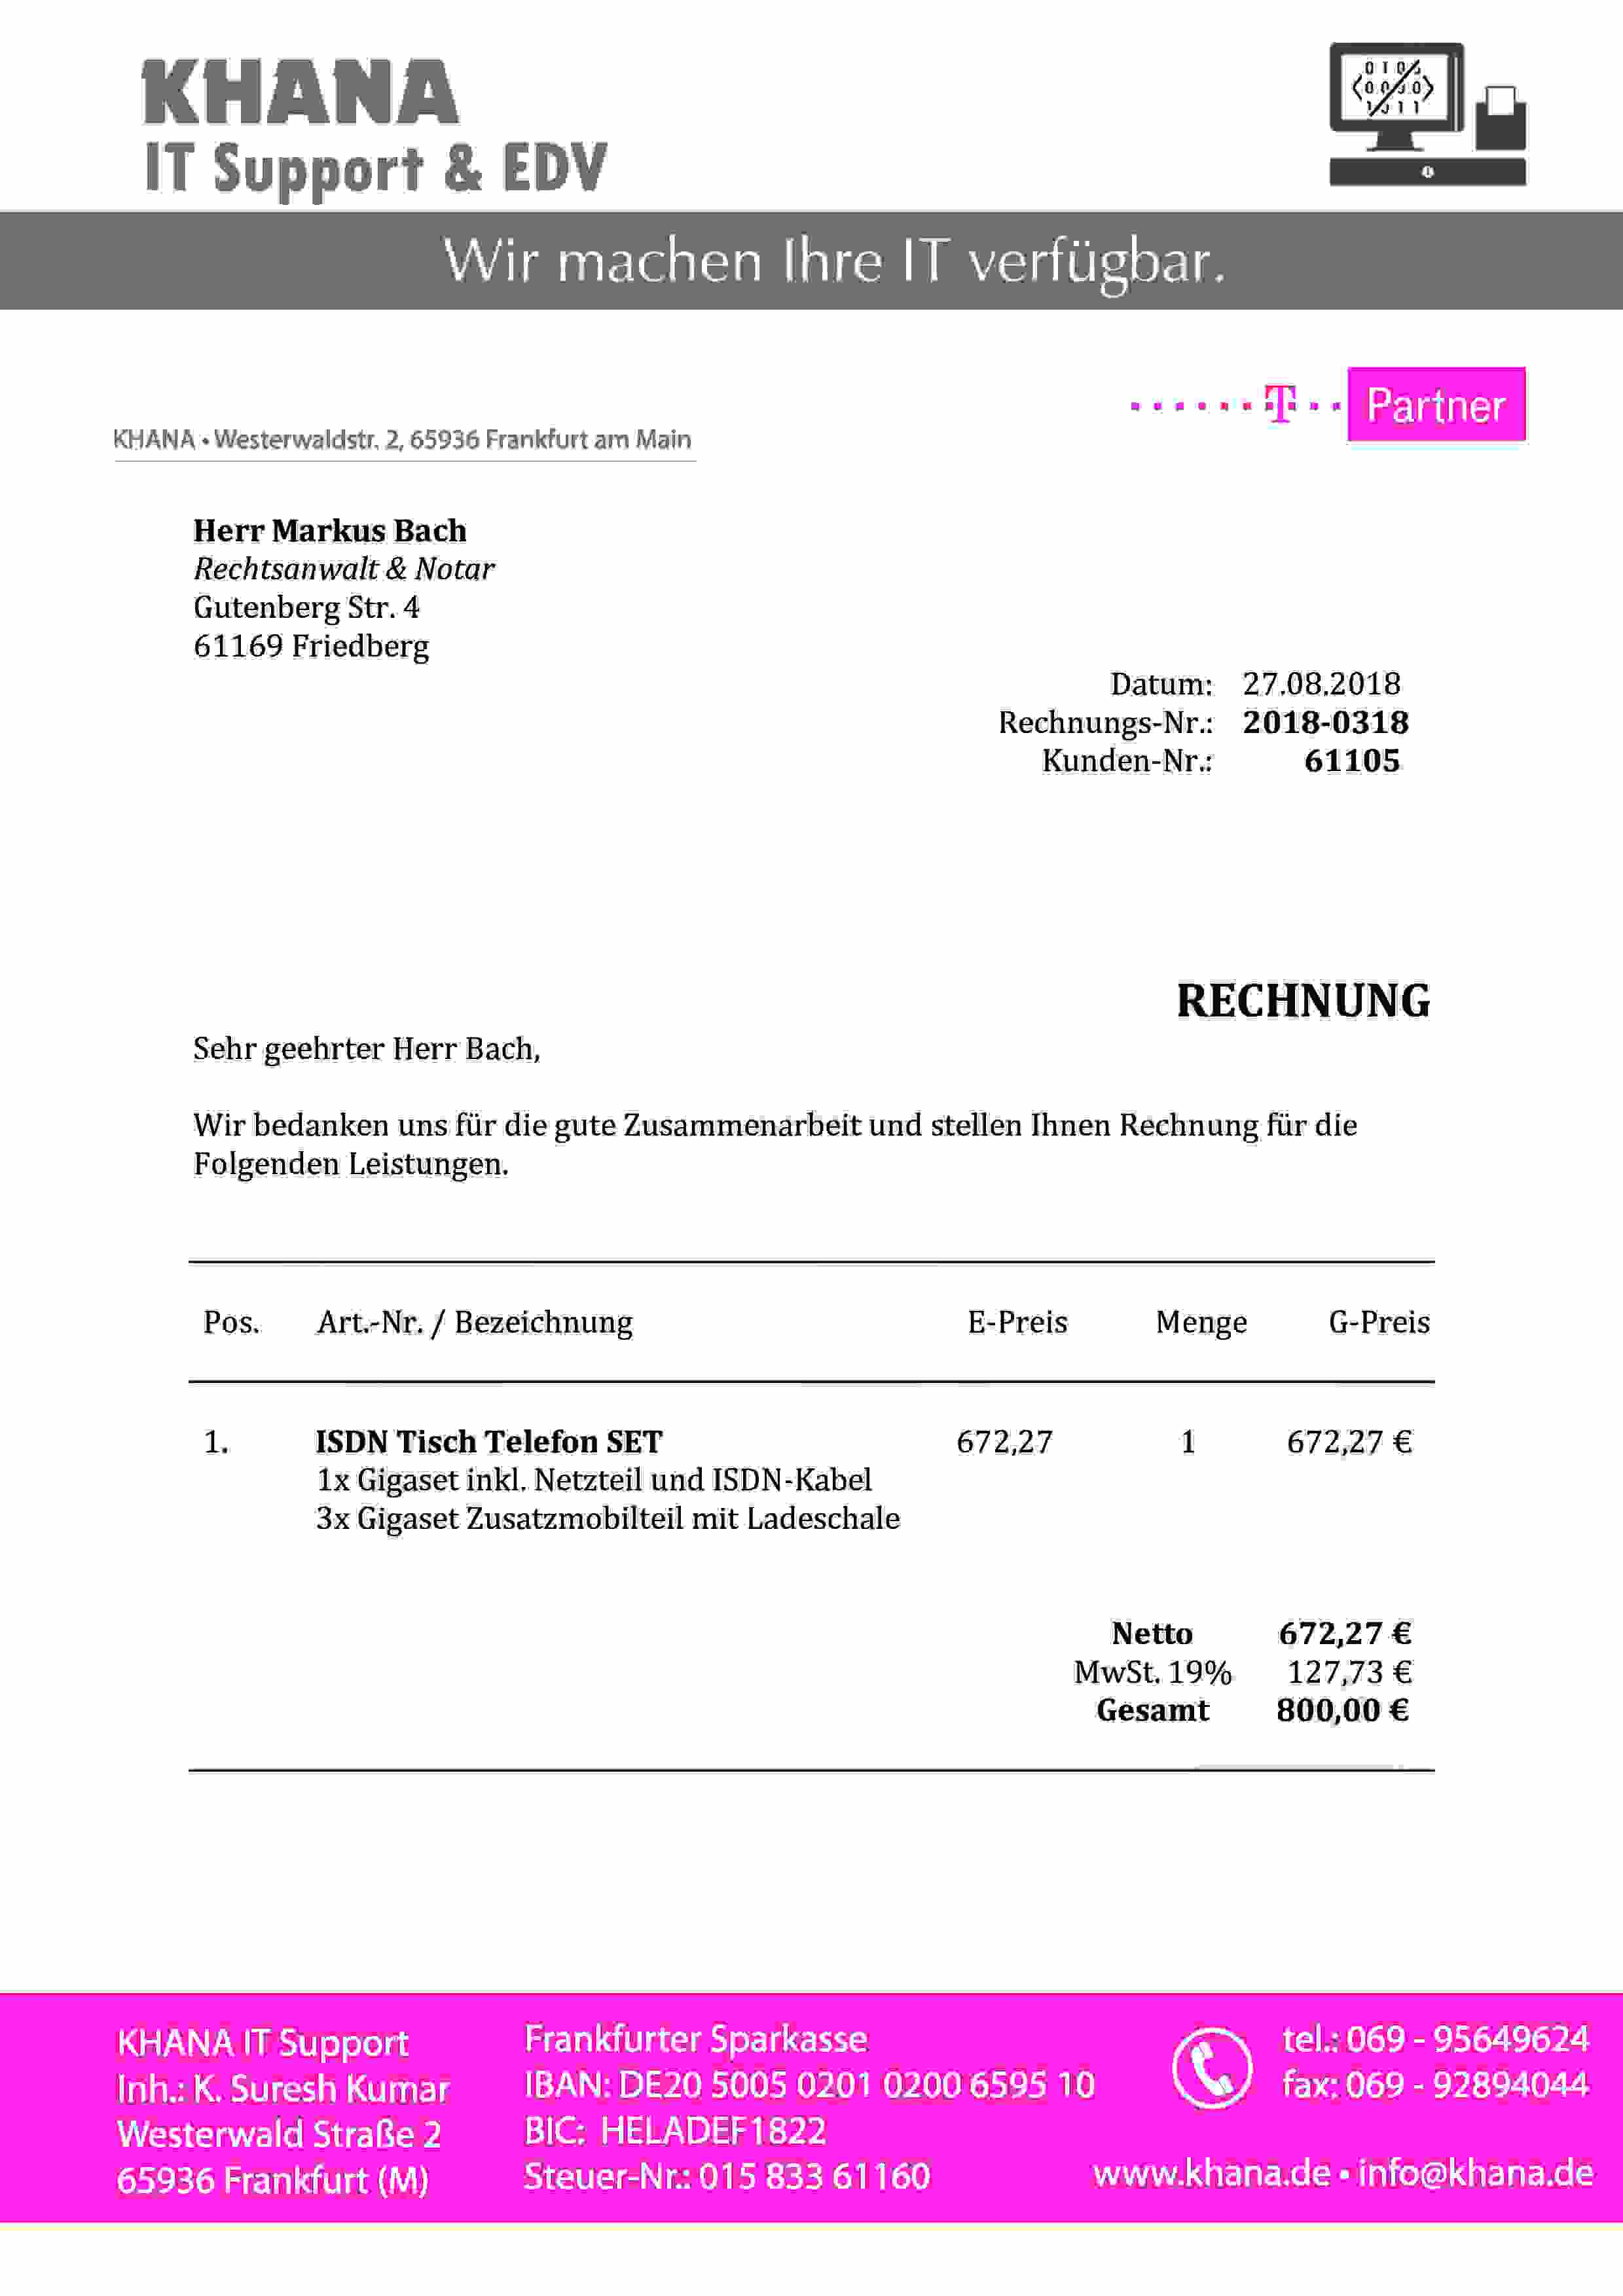 KHANA
IT Support & EDV
Wir machen Ihre IT verfügbar.
T Partner
KHANA • Westerwaldstr. 2, 65936 Frankfurt am Main
Herr Markus Bach
Rechtsanwalt & Notar
Gutenberg Str. 4
61169 Friedberg
Datum: 27.08.2018
Rechnungs-Nr.: 2018-0318
Kunden-Nr.: 61105
RECHNUNG
Sehr geehrter Herr Bach,
Wir bedanken uns für die gute Zusammenarbeit und stellen Ihnen Rechnung für die
Folgenden Leistungen.
Pos. Art.-Nr. / Bezeichnung E-Preis Menge G-Preis
1. ISDN Tisch Telefon SET 672,27 1 672,27 €
1x Gigaset inkl. Netzteil und ISDN-Kabel
3x Gigaset Zusatzmobilteil mit Ladeschale
Netto 672,27 €
MwSt. 19% 127,73 €
Gesamt 800,00 €
KHANA IT Support
Inh.: K. Suresh Kumar
Westerwald Straße 2
65936 Frankfurt (M)
Frankfurter Sparkasse
IBAN: DE20 5005 0201 0200 6595 10
BIC: HELADEF1822
Steuer-Nr.: 015 833 61160
tel.: 069 - 95649624
fax: 069 - 92894044
www.khana.de • info@khana.de